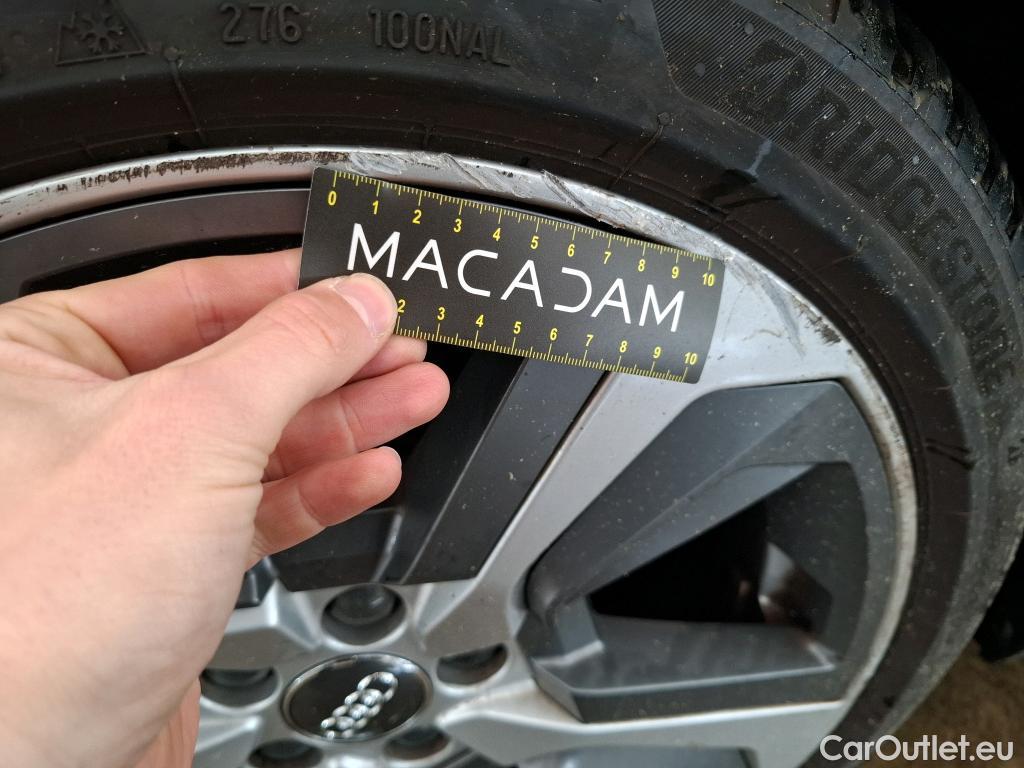 276 100NAL
BRIDGESTONE
0 1 2 3 4 5 6 7 8 9 10
MACADAM
2 3 4 5 6 7 8 9 10
CarOutlet.eu